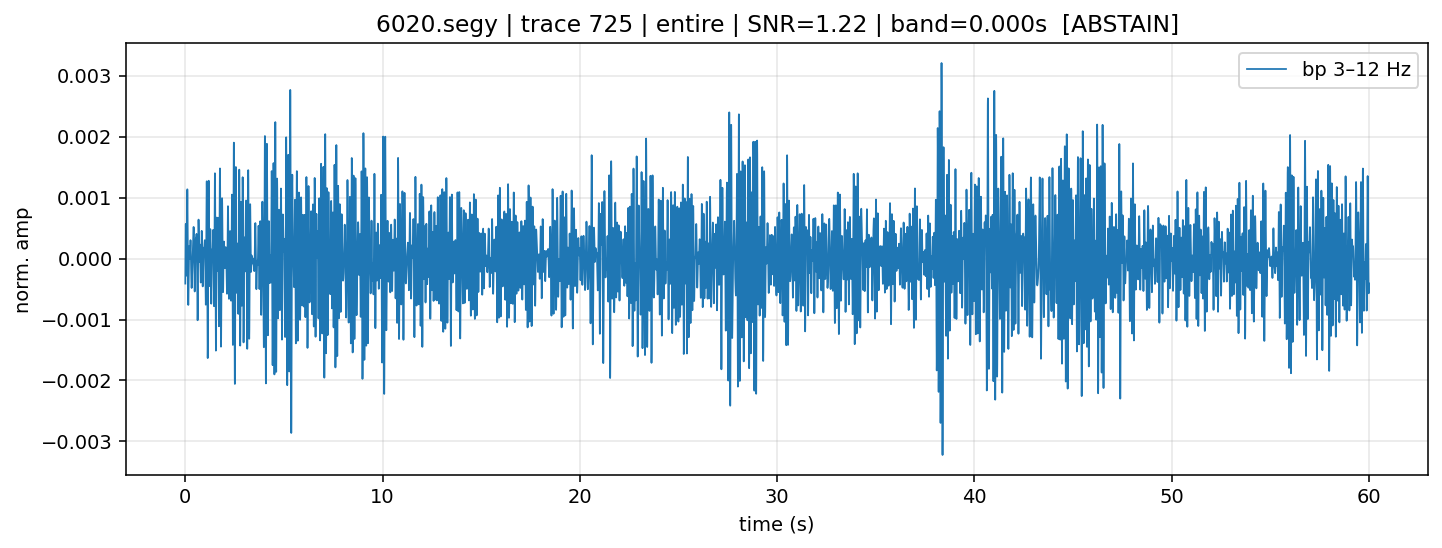 6020.segy | trace 725 | entire | SNR=1.22 | band=0.000s  [ABSTAIN]
bp 3–12 Hz
0.003
0.002
0.001
0.000
−0.001
−0.002
−0.003
norm. amp
0 10 20 30 40 50 60
time (s)